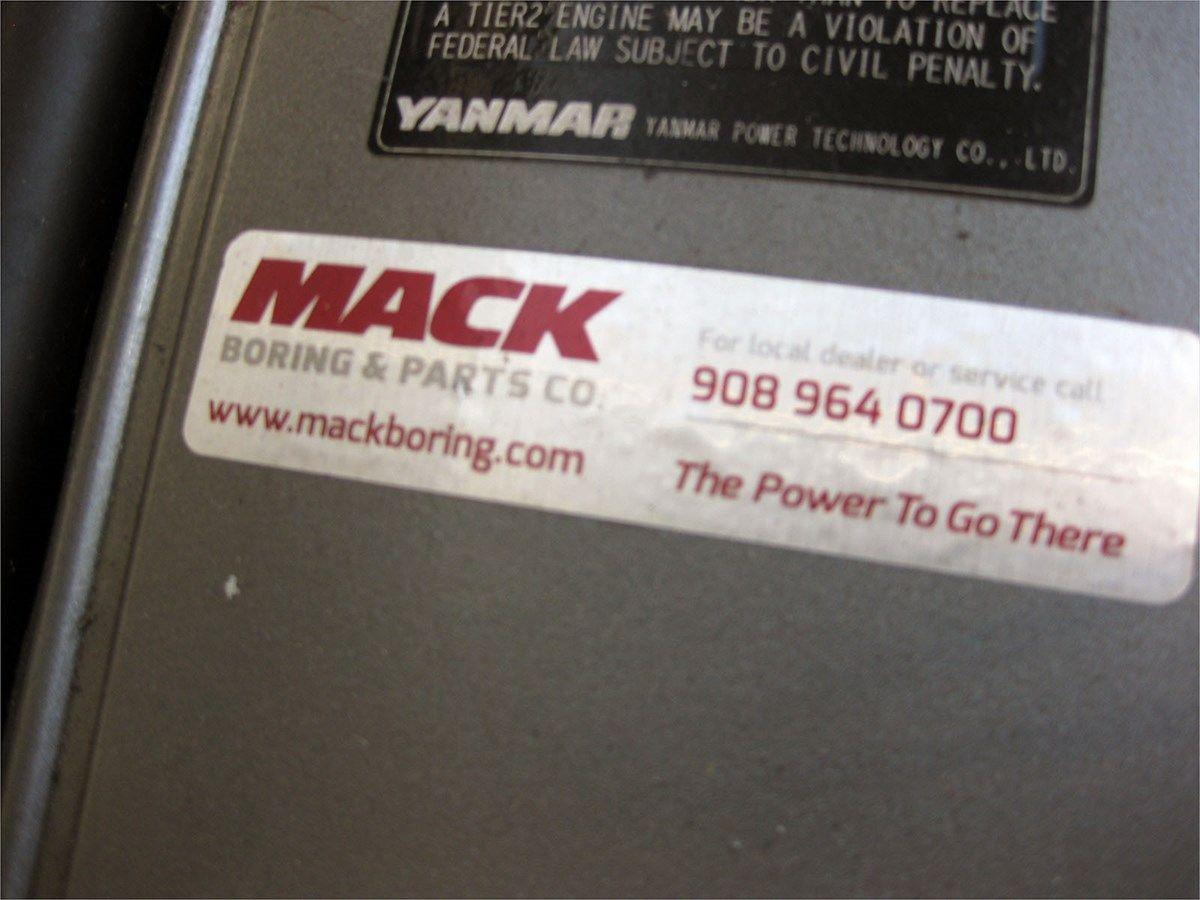 TO REPLACE
A TIER2 ENGINE MAY BE A VIOLATION OF
FEDERAL LAW SUBJECT TO CIVIL PENALTY.
YANMAR YANMAR POWER TECHNOLOGY CO., LTD.
MACK
BORING & PARTS CO.
www.mackboring.com
For local dealer or service call
908 964 0700
The Power To Go There